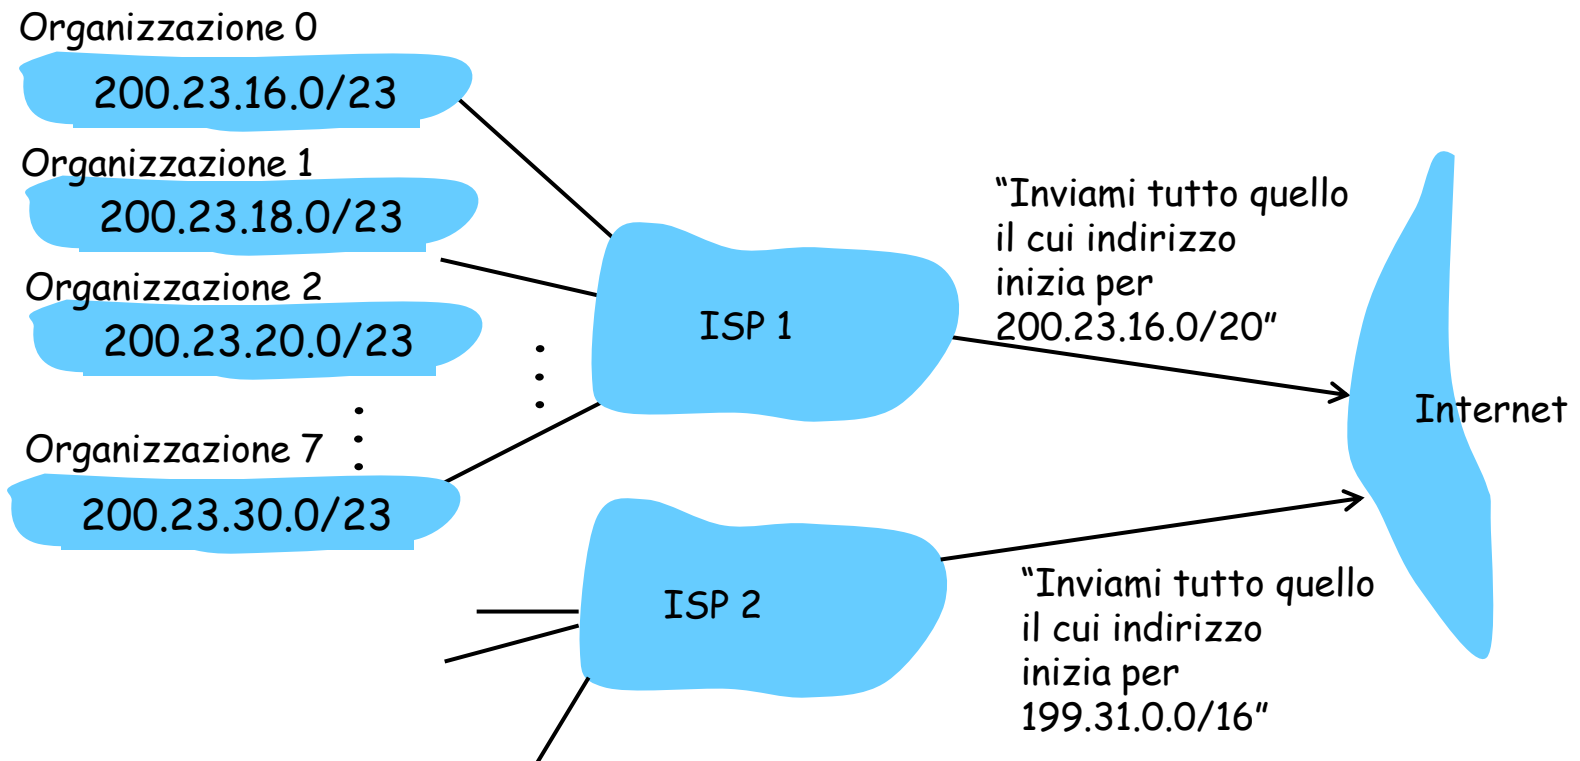 Organizzazione 0
200.23.16.0/23
Organizzazione 1
200.23.18.0/23
Organizzazione 2
200.23.20.0/23
Organizzazione 7
200.23.30.0/23
ISP 1
“Inviami tutto quello
il cui indirizzo
inizia per
200.23.16.0/20”
Internet
ISP 2
“Inviami tutto quello
il cui indirizzo
inizia per
199.31.0.0/16”